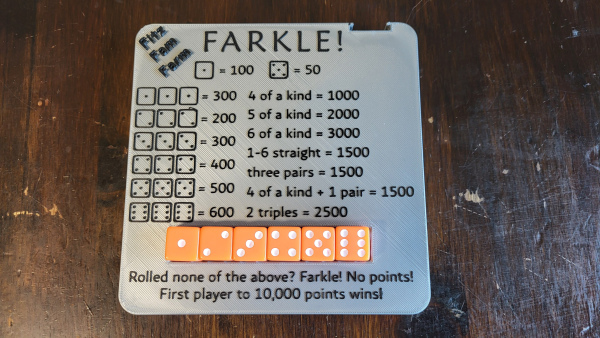 Fitz
Fam
Farm
FARKLE!
= 100 = 50
= 300 4 of a kind = 1000
= 200 5 of a kind = 2000
= 300 6 of a kind = 3000
= 400 1-6 straight = 1500
= 500 three pairs = 1500
= 600 4 of a kind + 1 pair = 1500
2 triples = 2500
Rolled none of the above? Farkle! No points!
First player to 10,000 points wins!